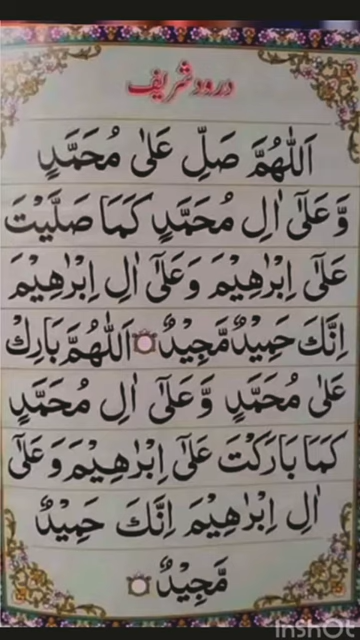 درود شریف
اَللّٰهُمَّ صَلِّ عَلٰى مُحَمَّدٍ
وَّ عَلٰٓى اٰلِ مُحَمَّدٍ كَمَا صَلَّيْتَ
عَلٰٓى اِبْرٰهِيْمَ وَ عَلٰٓى اٰلِ اِبْرٰهِيْمَ
اِنَّكَ حَمِيْدٌ مَّجِيْدٌ اَللّٰهُمَّ بَارِكْ
عَلٰى مُحَمَّدٍ وَّ عَلٰٓى اٰلِ مُحَمَّدٍ
كَمَا بَارَكْتَ عَلٰٓى اِبْرٰهِيْمَ وَ عَلٰٓى
اٰلِ اِبْرٰهِيْمَ اِنَّكَ حَمِيْدٌ
مَّجِيْدٌ
InShOt